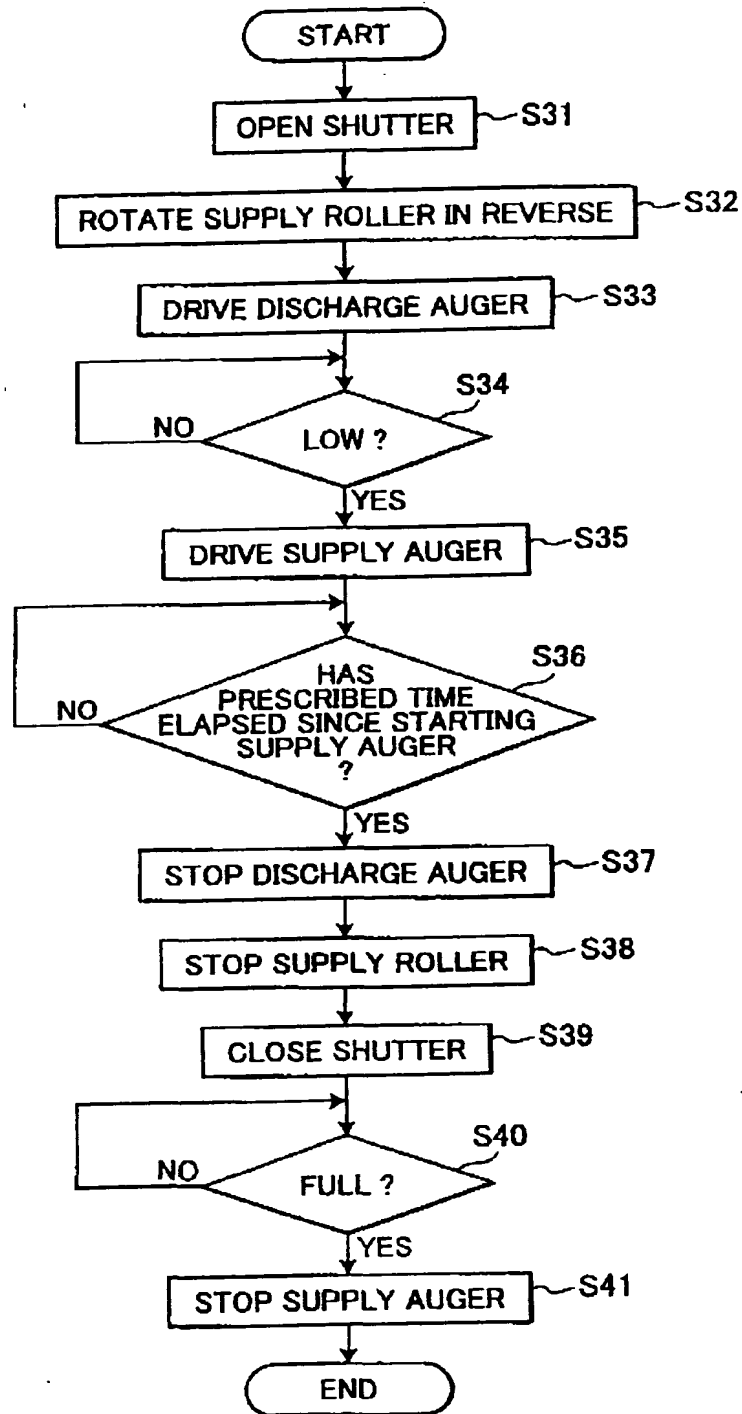 START
OPEN SHUTTER
S31
ROTATE SUPPLY ROLLER IN REVERSE
S32
DRIVE DISCHARGE AUGER
S33
S34
LOW ?
NO
YES
DRIVE SUPPLY AUGER
S35
S36
HAS
PRESCRIBED TIME
ELAPSED SINCE STARTING
SUPPLY AUGER
?
NO
YES
STOP DISCHARGE AUGER
S37
STOP SUPPLY ROLLER
S38
CLOSE SHUTTER
S39
S40
FULL ?
NO
YES
STOP SUPPLY AUGER
S41
END